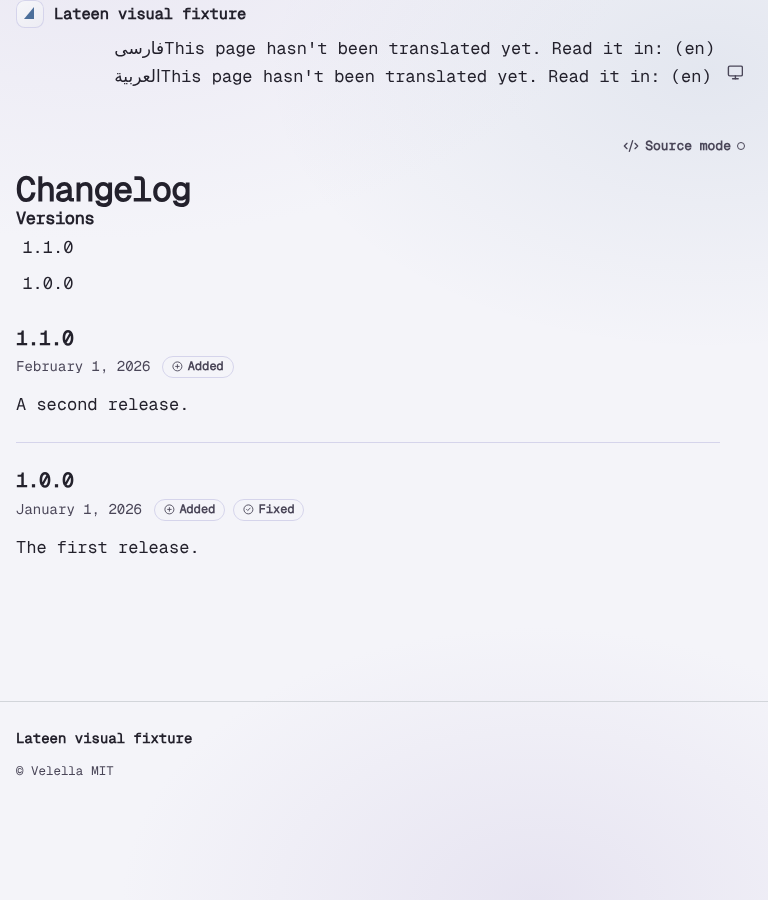 Lateen visual fixture
فارسیThis page hasn't been translated yet. Read it in: (en)
العربيةThis page hasn't been translated yet. Read it in: (en)
Source mode
Changelog
Versions
1.1.0
1.0.0
1.1.0
February 1, 2026 Added
A second release.
1.0.0
January 1, 2026 Added Fixed
The first release.
Lateen visual fixture
© Velella MIT